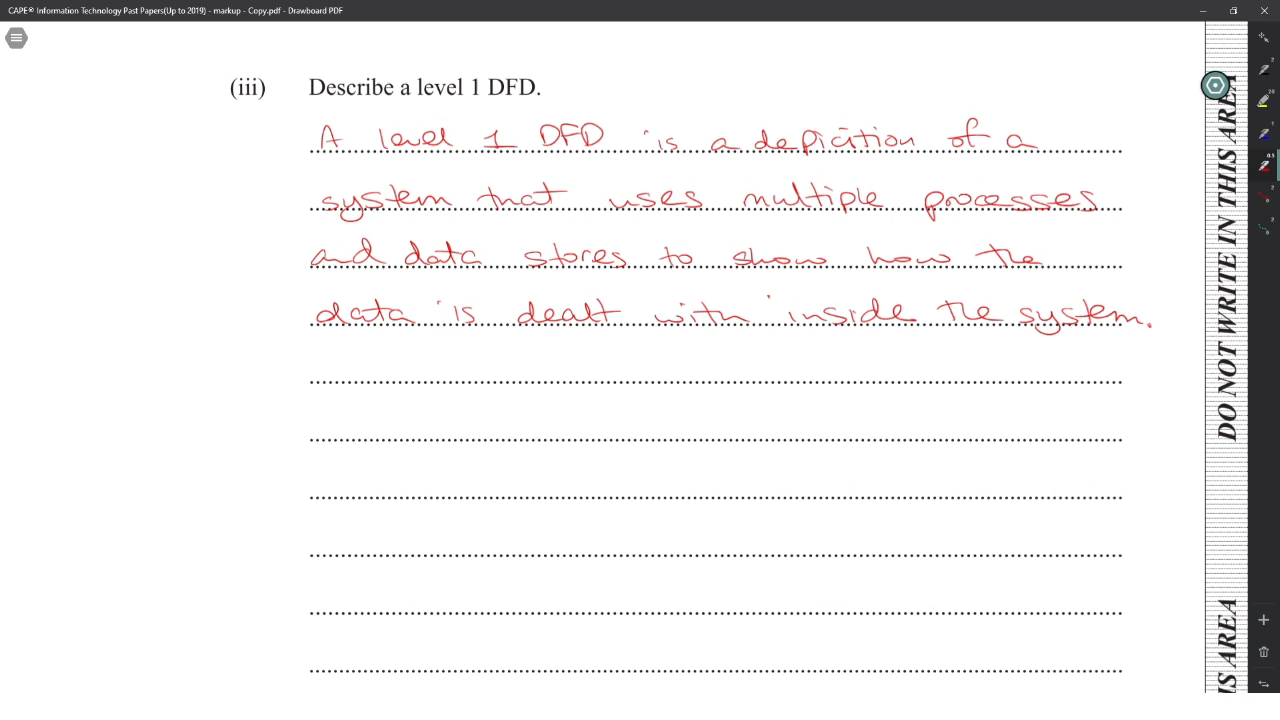 CAPE® Information Technology Past Papers(Up to 2019) - markup - Copy.pdf - Drawboard PDF
(iii) Describe a level 1 DFD.
A level 1 DFD is a depicition of a
system that uses multiple processes
and data stores to show how the
data is dealt with inside the system.
DO NOT WRITE IN THIS AREA
IS AREA